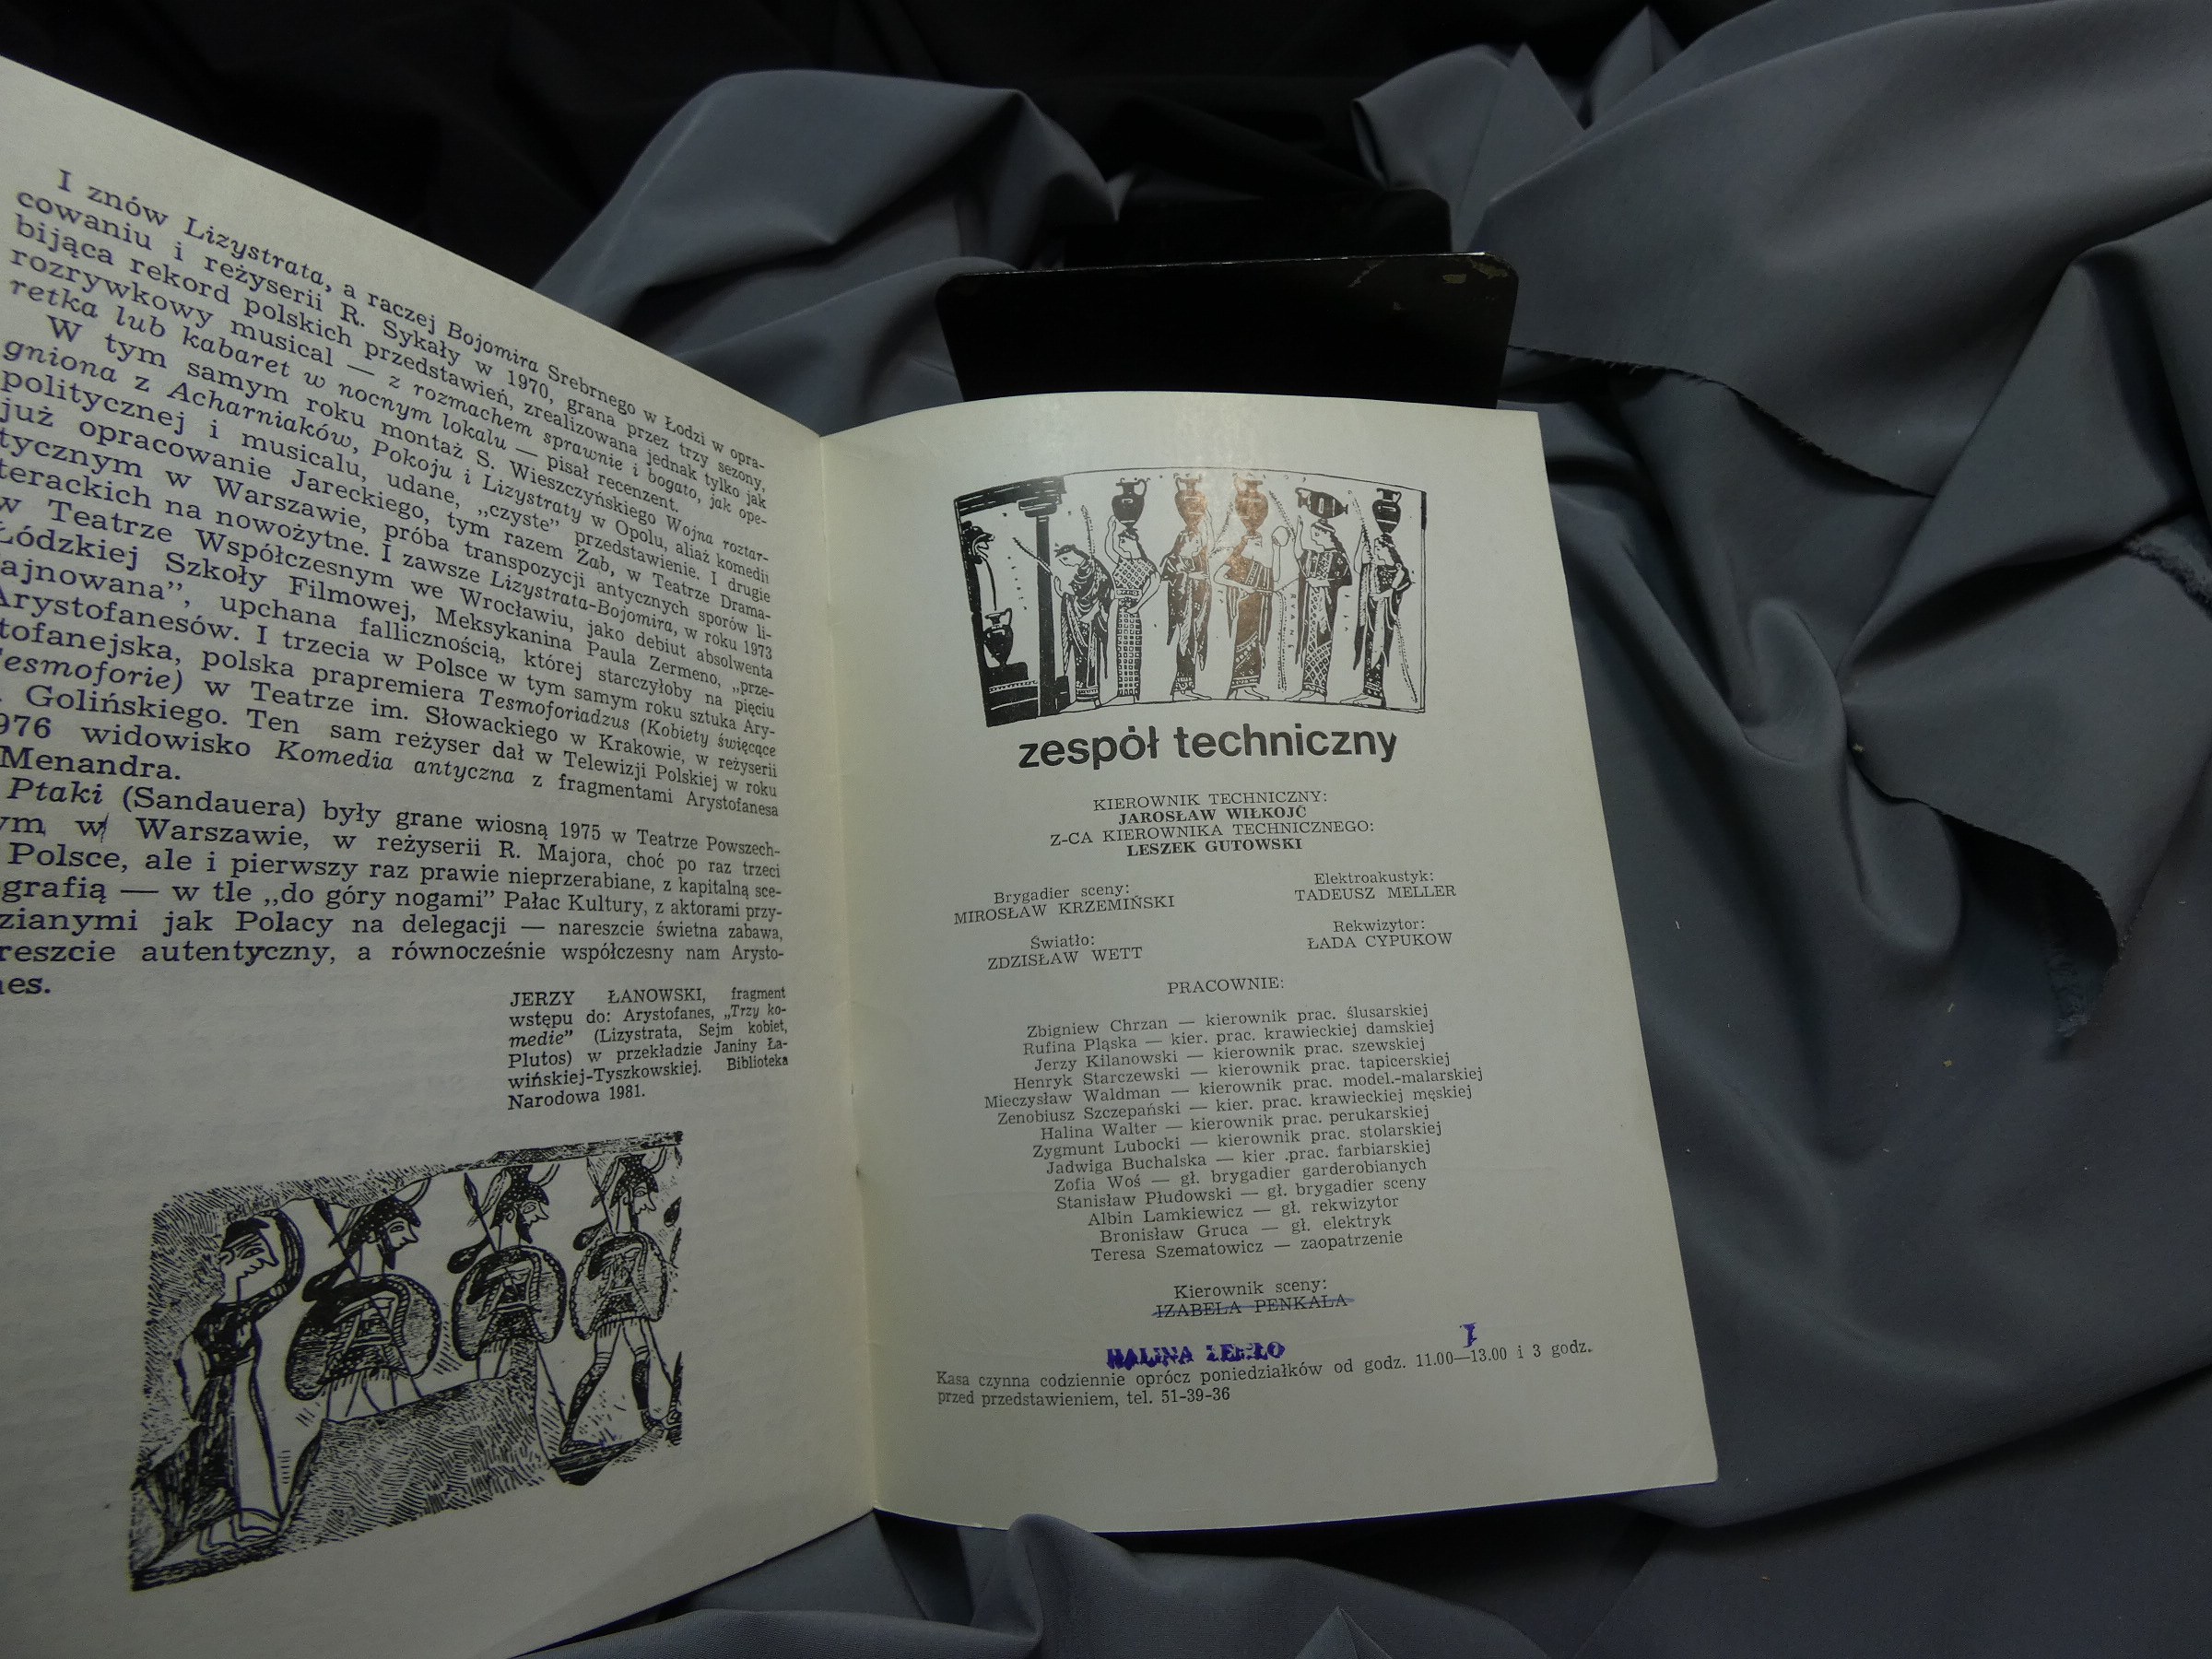 I znów Lizystrata, a raczej Bojomira Srebrnego w Łodzi w opra-
cowaniu i reżyserii R. Sykały w 1970, grana przez trzy sezony,
bijąca rekord polskich przedstawień, zrealizowana jednak tylko jak
rozrywkowy musical — z rozmachem sprawnie i bogato, jak ope-
retka lub kabaret w nocnym lokalu — pisał recenzent.
W tym samym roku montaż S. Wieszczyńskiego Wojna roztar-
gniona z Acharniaków, Pokoju i Lizystraty w Opolu, aliaż komedii
politycznej i musicalu, udane, „czyste” przedstawienie. I drugie
już opracowanie Jareckiego, tym razem Żab, w Teatrze Drama-
tycznym w Warszawie, próba transpozycji antycznych sporów li-
terackich na nowożytne. I zawsze Lizystrata-Bojomira, w roku 1973
w Teatrze Współczesnym we Wrocławiu, jako debiut absolwenta
Łódzkiej Szkoły Filmowej, Meksykanina Paula Zermeno, „prze-
ajnowana”, upchana fallicznością, której starczyłoby na pięciu
Arystofanesów. I trzecia w Polsce w tym samym roku sztuka Ary-
tofanejska, polska prapremiera Tesmoforiadzus (Kobiety święcące
Tesmoforie) w Teatrze im. Słowackiego w Krakowie, w reżyserii
Golińskiego. Ten sam reżyser dał w Telewizji Polskiej w roku
976 widowisko Komedia antyczna z fragmentami Arystofanesa
Menandra.
Ptaki (Sandauera) były grane wiosną 1975 w Teatrze Powszech-
ym w Warszawie, w reżyserii R. Majora, choć po raz trzeci
Polsce, ale i pierwszy raz prawie nieprzerabiane, z kapitalną sce-
grafią — w tle „do góry nogami” Pałac Kultury, z aktorami przy-
zianymi jak Polacy na delegacji — nareszcie świetna zabawa,
reszcie autentyczny, a równocześnie współczesny nam Arysto-
nes.
JERZY ŁANOWSKI, fragment
wstępu do: Arystofanes, „Trzy ko-
medie” (Lizystrata, Sejm kobiet,
Plutos) w przekładzie Janiny Ła-
wińskiej-Tyszkowskiej. Biblioteka
Narodowa 1981.
zespół techniczny
KIEROWNIK TECHNICZNY:
JAROSŁAW WIŁKOJĆ
Z-CA KIEROWNIKA TECHNICZNEGO:
LESZEK GUTOWSKI
Brygadier sceny:
MIROSŁAW KRZEMIŃSKI
Elektroakustyk:
TADEUSZ MELLER
Światło:
ZDZISŁAW WETT
Rekwizytor:
ŁADA CYPUKOW
PRACOWNIE:
Zbigniew Chrzan — kierownik prac. ślusarskiej
Rufina Pląska — kier. prac. krawieckiej damskiej
Jerzy Kilanowski — kierownik prac. szewskiej
Henryk Starczewski — kierownik prac. tapicerskiej
Mieczysław Waldman — kierownik prac. model.-malarskiej
Zenobiusz Szczepański — kier. prac. krawieckiej męskiej
Halina Walter — kierownik prac. perukarskiej
Zygmunt Lubocki — kierownik prac. stolarskiej
Jadwiga Buchalska — kier .prac. farbiarskiej
Zofia Woś — gł. brygadier garderobianych
Stanisław Płudowski — gł. brygadier sceny
Albin Lamkiewicz — gł. rekwizytor
Bronisław Gruca — gł. elektryk
Teresa Szematowicz — zaopatrzenie
Kierownik sceny:
IZABELA PENKALA
HALINA
Kasa czynna codziennie oprócz poniedziałków od godz. 11.00—13.00 i 3 godz.
przed przedstawieniem, tel. 51-39-36